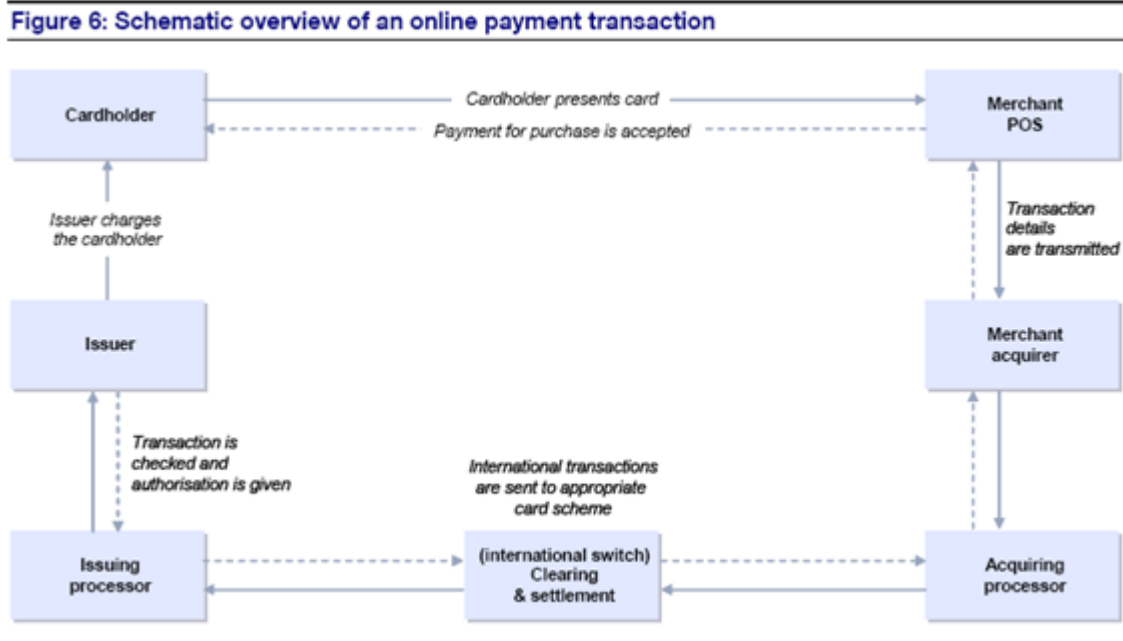 Figure 6: Schematic overview of an online payment transaction
Cardholder
Cardholder presents card
Payment for purchase is accepted
Merchant
POS
Issuer charges
the cardholder
Transaction
details
are transmitted
Issuer
Merchant
acquirer
Transaction is
checked and
authorisation is given
International transactions
are sent to appropriate
card scheme
Issuing
processor
(international switch)
Clearing
& settlement
Acquiring
processor